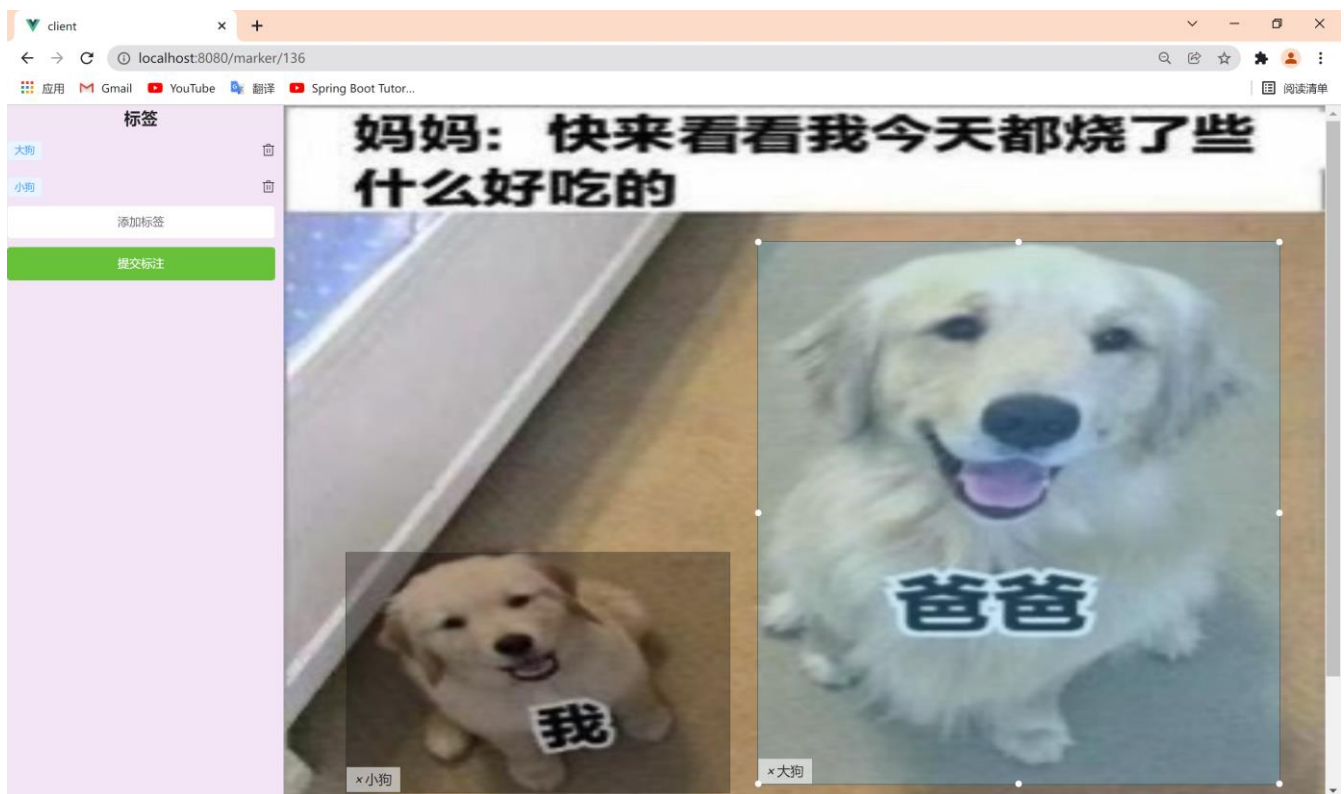 client
localhost:8080/marker/136
应用 Gmail YouTube 翻译 Spring Boot Tutor... 阅读清单
标签
大狗
小狗
添加标签
提交标注
妈妈：快来看看我今天都烧了些
什么好吃的
爸爸
我
×大狗
×小狗